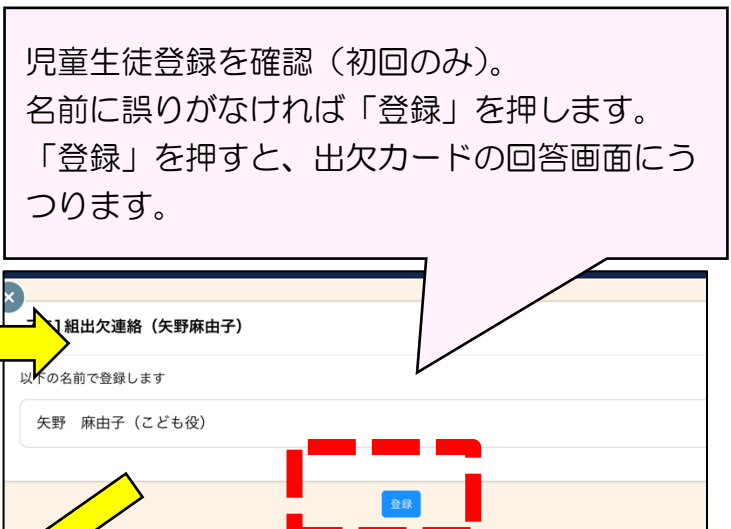 児童生徒登録を確認（初回のみ）。
名前に誤りがなければ「登録」を押します。
「登録」を押すと、出欠カードの回答画面にう
つります。
]組出欠連絡（矢野麻由子）
以下の名前で登録します
矢野　麻由子（こども役）
登録